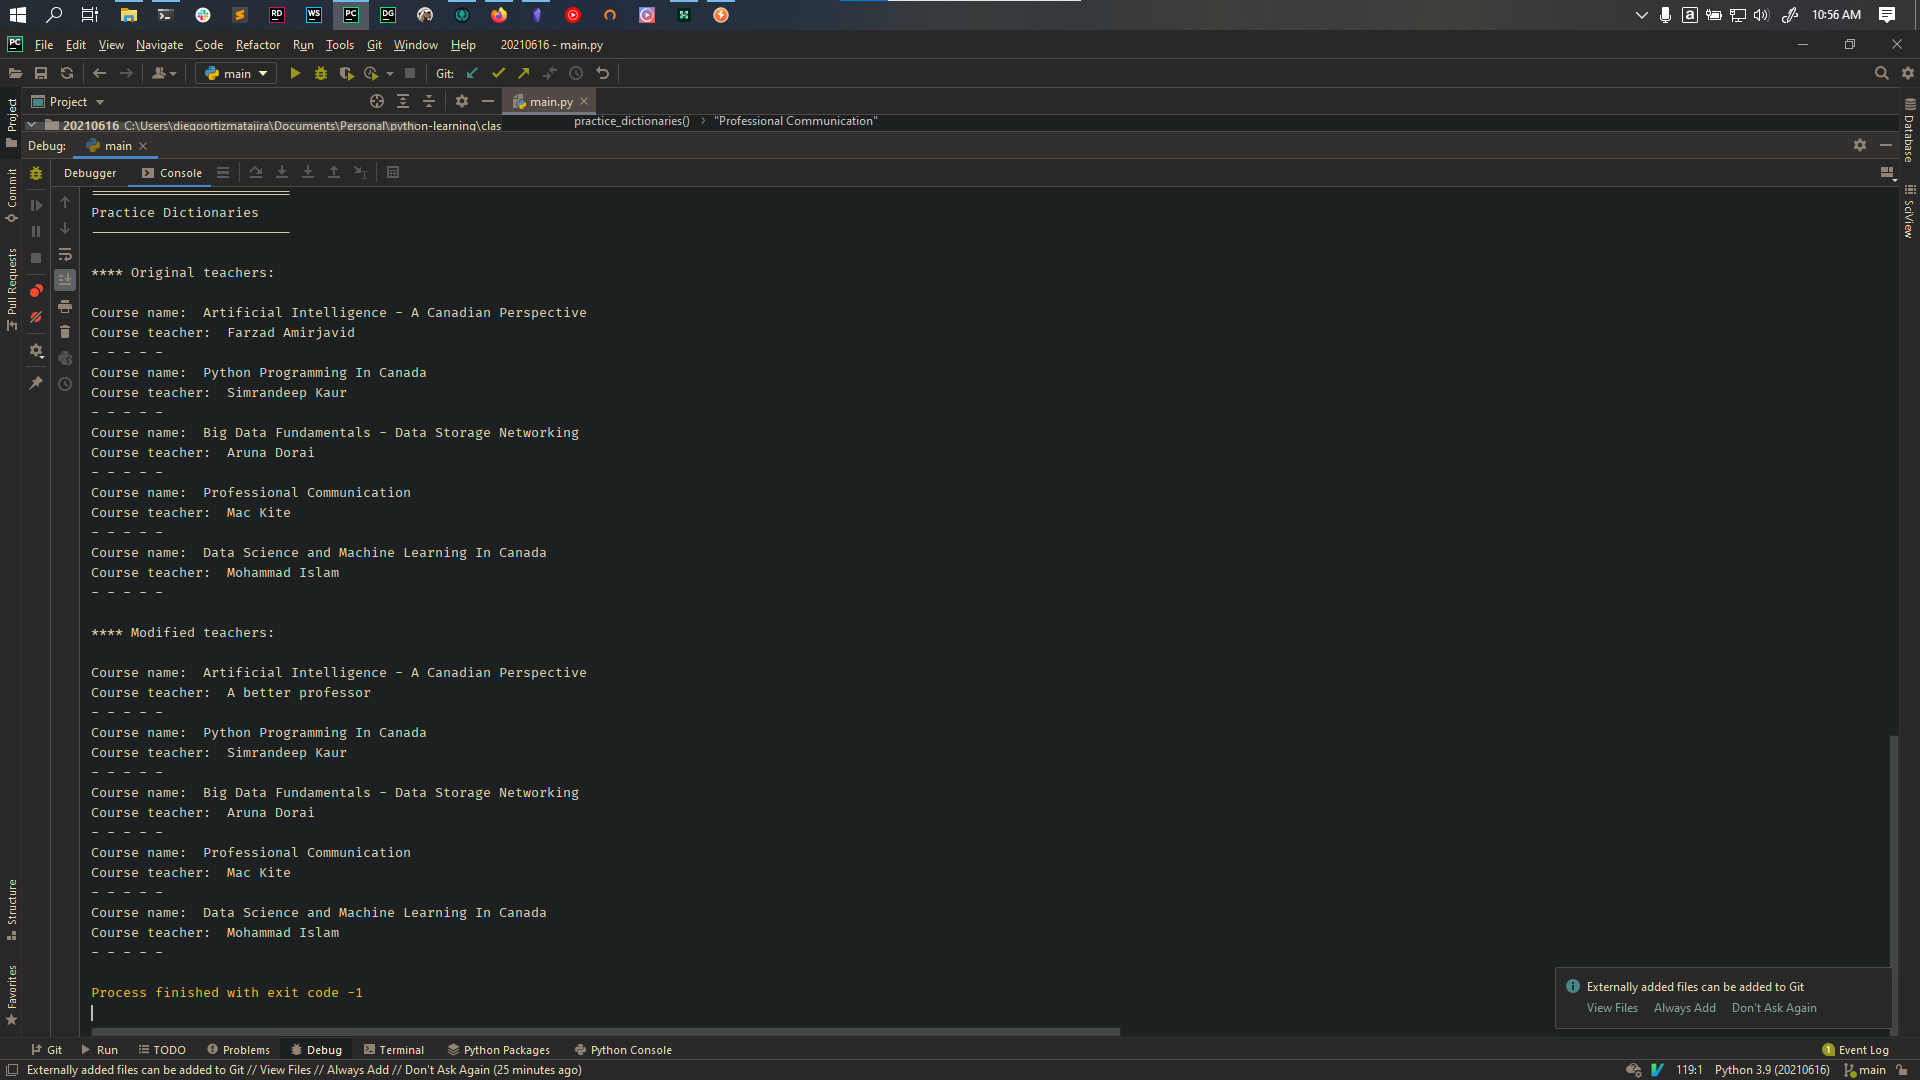 RD WS PC DG
10:56 AM
PC File Edit View Navigate Code Refactor Run Tools Git Window Help 20210616 - main.py
main Git:
Project main.py
20210616 C:\Users\diegoortizmatajira\Documents\Personal\python-learning\clas practice_dictionaries() "Professional Communication"
Debug: main
Debugger Console
Project
Commit
Pull Requests
Structure
Favorites
Database
SciView
Practice Dictionaries
**** Original teachers:
Course name:  Artificial Intelligence - A Canadian Perspective
Course teacher:  Farzad Amirjavid
- - - - -
Course name:  Python Programming In Canada
Course teacher:  Simrandeep Kaur
- - - - -
Course name:  Big Data Fundamentals - Data Storage Networking
Course teacher:  Aruna Dorai
- - - - -
Course name:  Professional Communication
Course teacher:  Mac Kite
- - - - -
Course name:  Data Science and Machine Learning In Canada
Course teacher:  Mohammad Islam
- - - - -
**** Modified teachers:
Course name:  Artificial Intelligence - A Canadian Perspective
Course teacher:  A better professor
- - - - -
Course name:  Python Programming In Canada
Course teacher:  Simrandeep Kaur
- - - - -
Course name:  Big Data Fundamentals - Data Storage Networking
Course teacher:  Aruna Dorai
- - - - -
Course name:  Professional Communication
Course teacher:  Mac Kite
- - - - -
Course name:  Data Science and Machine Learning In Canada
Course teacher:  Mohammad Islam
- - - - -
Process finished with exit code -1
Externally added files can be added to Git
View Files Always Add Don't Ask Again
Git Run TODO Problems Debug Terminal Python Packages Python Console 1 Event Log
Externally added files can be added to Git // View Files // Always Add // Don't Ask Again (25 minutes ago) 119:1 Python 3.9 (20210616) main